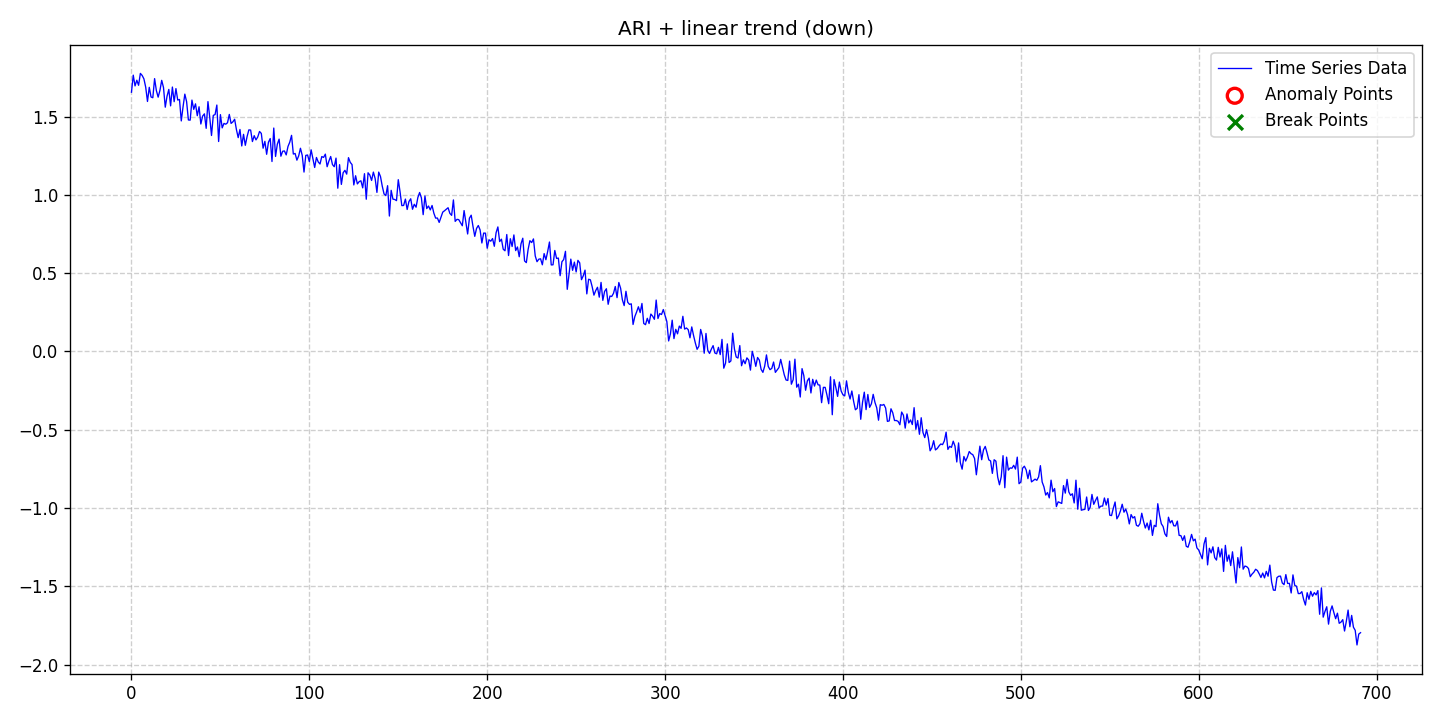 ARI + linear trend (down)
Time Series Data
Anomaly Points
Break Points
1.5
1.0
0.5
0.0
−0.5
−1.0
−1.5
−2.0
0 100 200 300 400 500 600 700